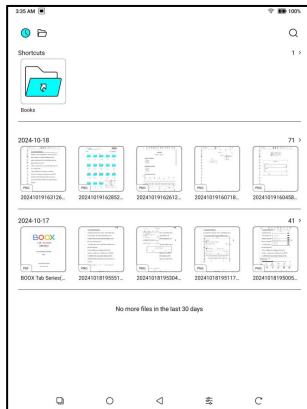 3:35 AM
100%
Shortcuts
1 >
Books
2024-10-18
71 >
PNG PNG PNG PNG PNG
20241019163126... 20241019162852... 20241019162612... 20241019160718... 20241019160458...
2024-10-17
41 >
BOOX
PDF PNG PNG PNG PNG
BOOX Tab Series(... 20241018195551... 20241018195304... 20241018195117... 20241018195005...
No more files in the last 30 days